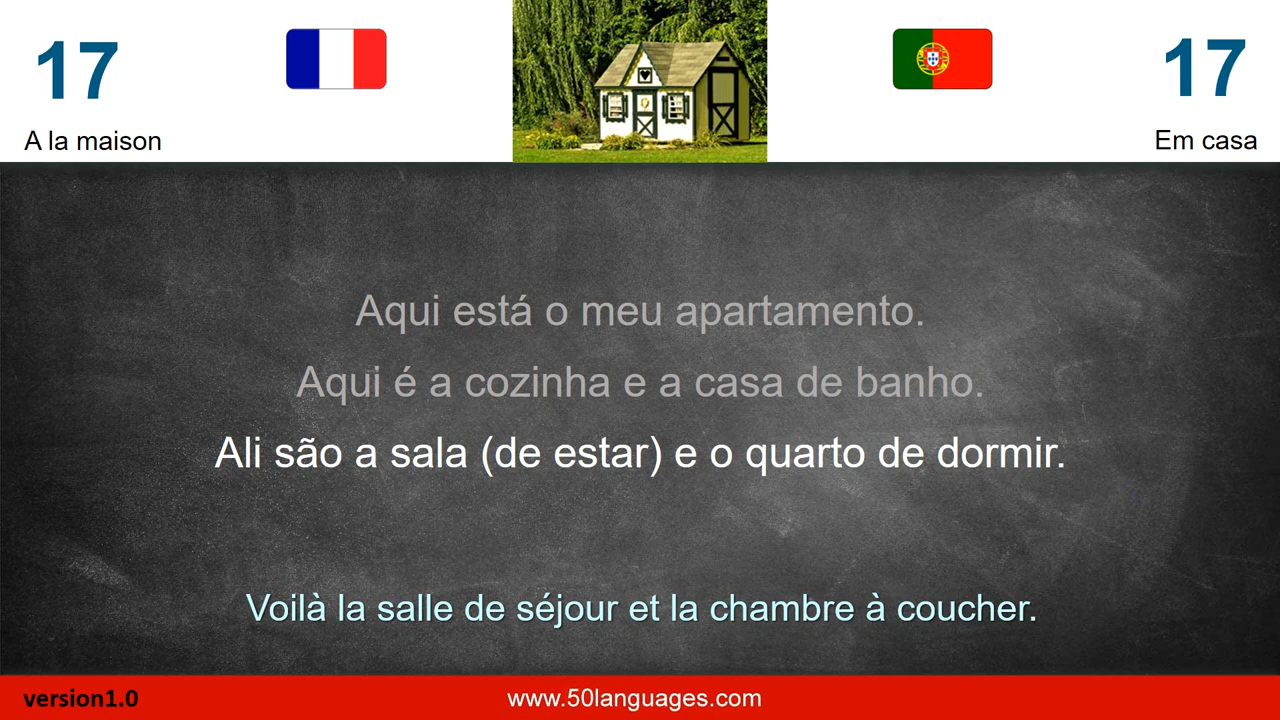 17
A la maison
17
Em casa
Aqui está o meu apartamento.
Aqui é a cozinha e a casa de banho.
Ali são a sala (de estar) e o quarto de dormir.
Voilà la salle de séjour et la chambre à coucher.
version1.0
www.50languages.com